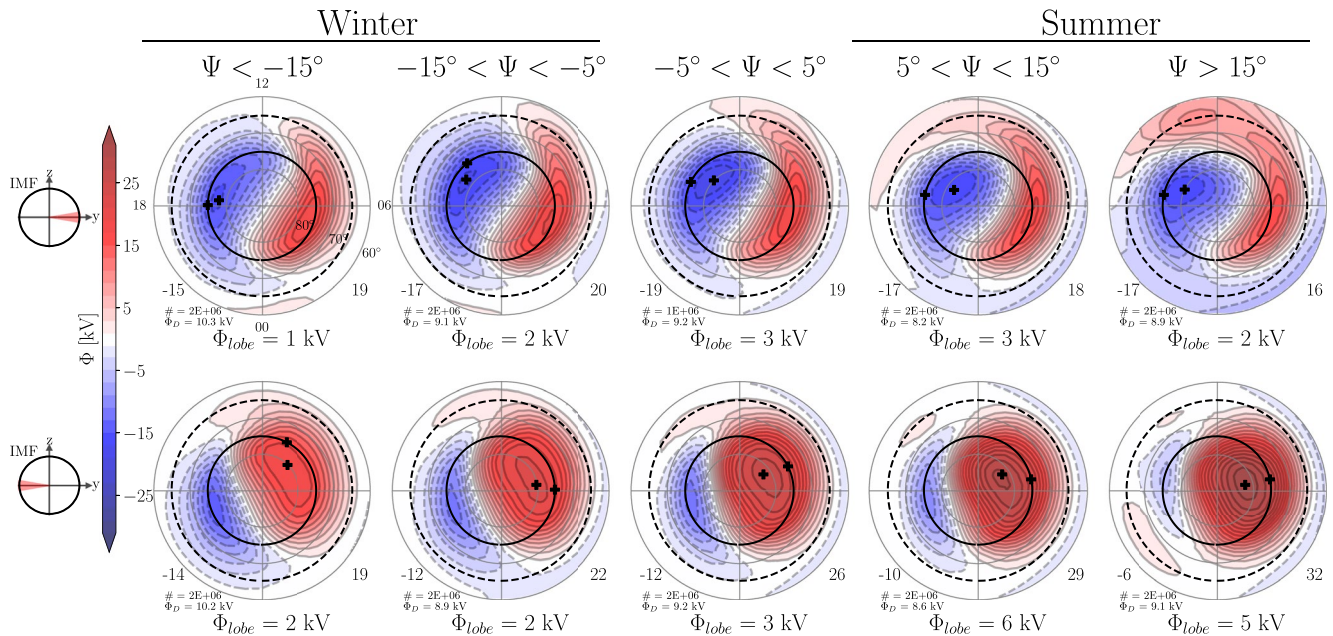 Winter
Summer
Ψ < −15°
−15° < Ψ < −5°
−5° < Ψ < 5°
5° < Ψ < 15°
Ψ > 15°
12
IMF
z
y
18
06
80°
70°
60°
00
25
15
5
−5
−15
−25
Φ [kV]
-15
19
# = 2E+06
Φ_D = 10.3 kV
Φ_lobe = 1 kV
-17
20
# = 2E+06
Φ_D = 9.1 kV
Φ_lobe = 2 kV
-19
19
# = 1E+06
Φ_D = 9.2 kV
Φ_lobe = 3 kV
-17
18
# = 2E+06
Φ_D = 8.2 kV
Φ_lobe = 3 kV
-17
16
# = 2E+06
Φ_D = 8.9 kV
Φ_lobe = 2 kV
IMF
z
y
-14
19
# = 2E+06
Φ_D = 10.2 kV
Φ_lobe = 2 kV
-12
22
# = 2E+06
Φ_D = 8.9 kV
Φ_lobe = 2 kV
-12
26
# = 2E+06
Φ_D = 9.2 kV
Φ_lobe = 3 kV
-10
29
# = 2E+06
Φ_D = 8.6 kV
Φ_lobe = 6 kV
-6
32
# = 2E+06
Φ_D = 9.1 kV
Φ_lobe = 5 kV